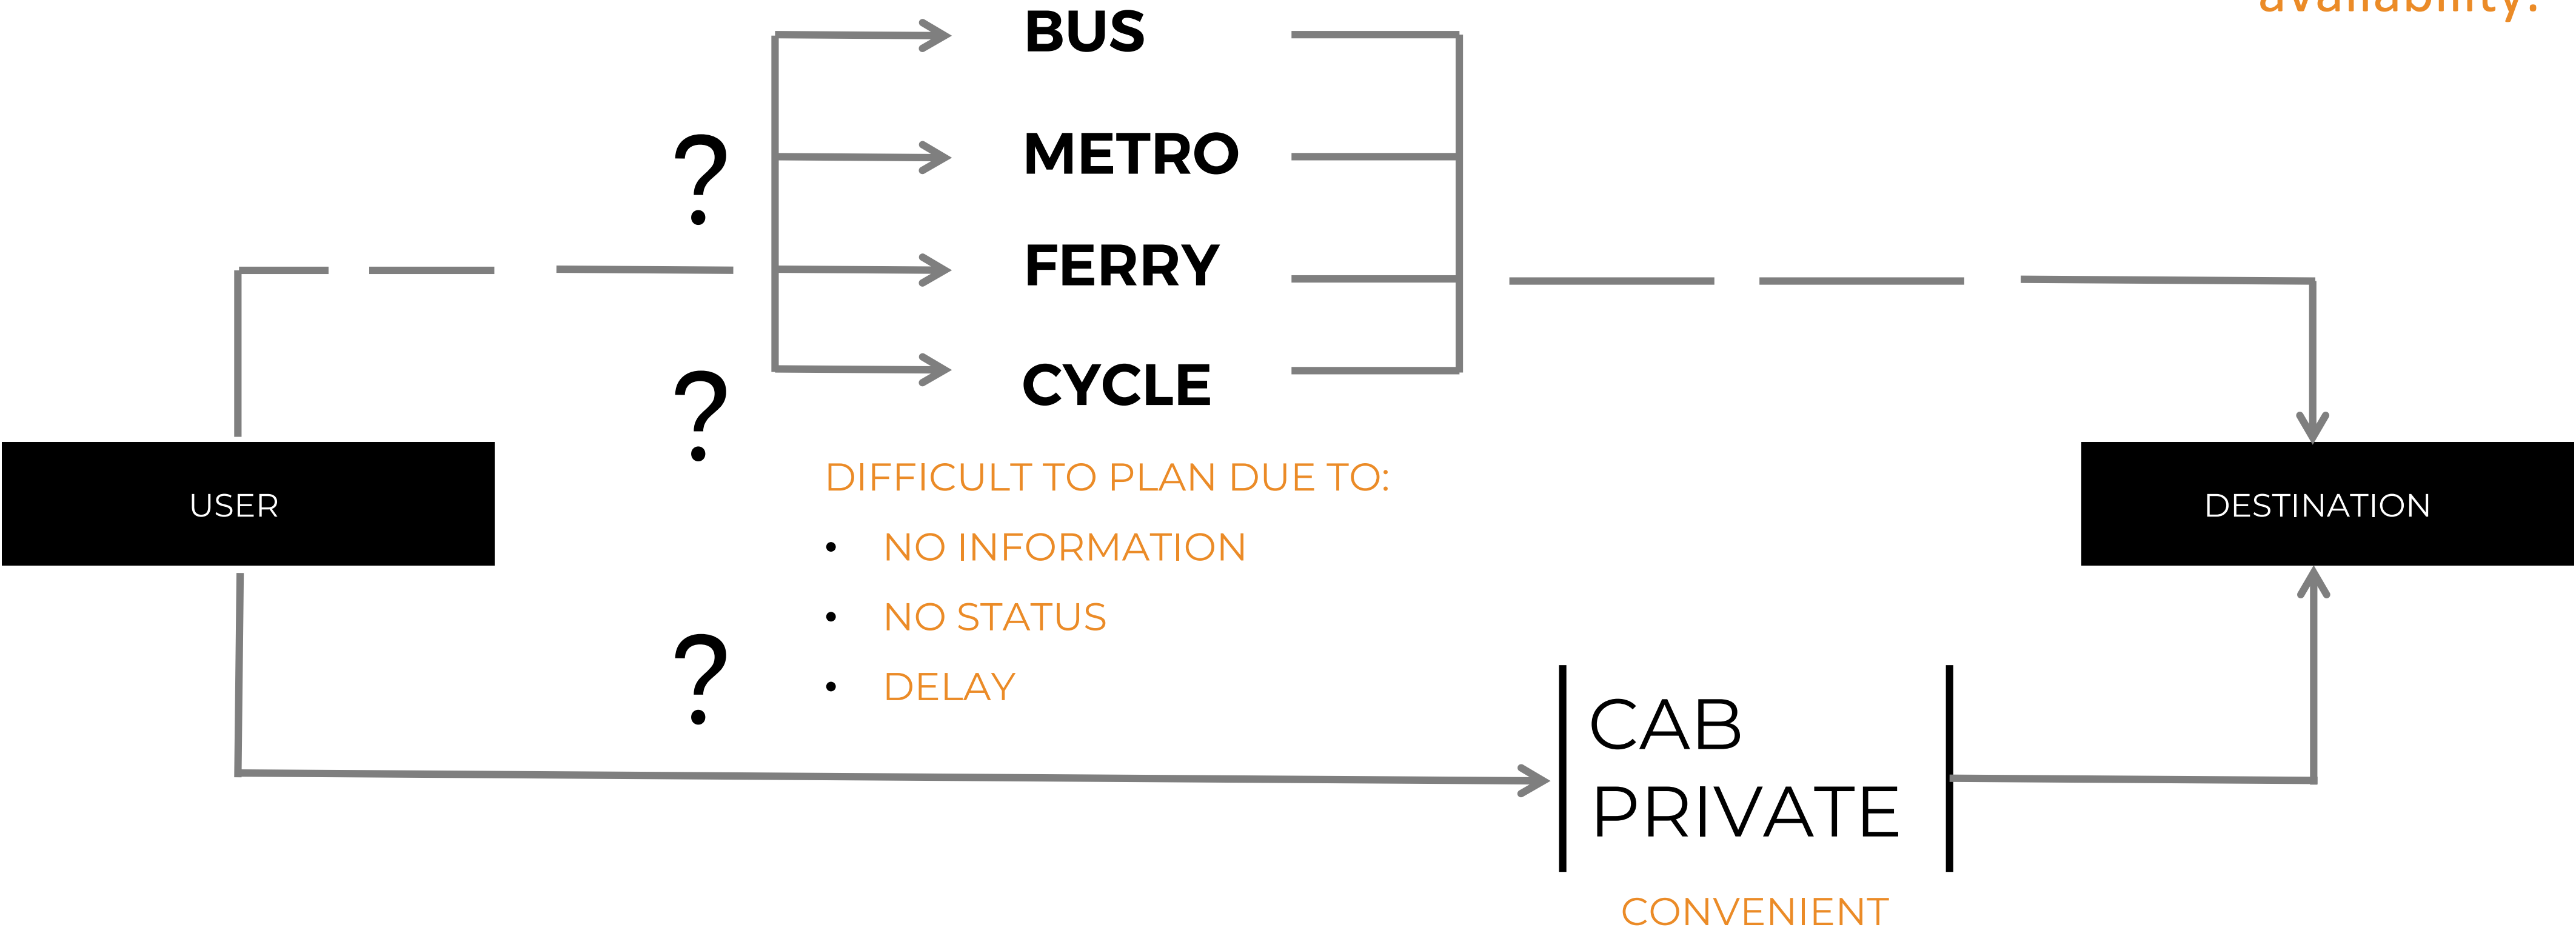 availability.
BUS
METRO
FERRY
CYCLE
?
?
?
USER
DIFFICULT TO PLAN DUE TO:
• NO INFORMATION
• NO STATUS
• DELAY
DESTINATION
CAB
PRIVATE
CONVENIENT